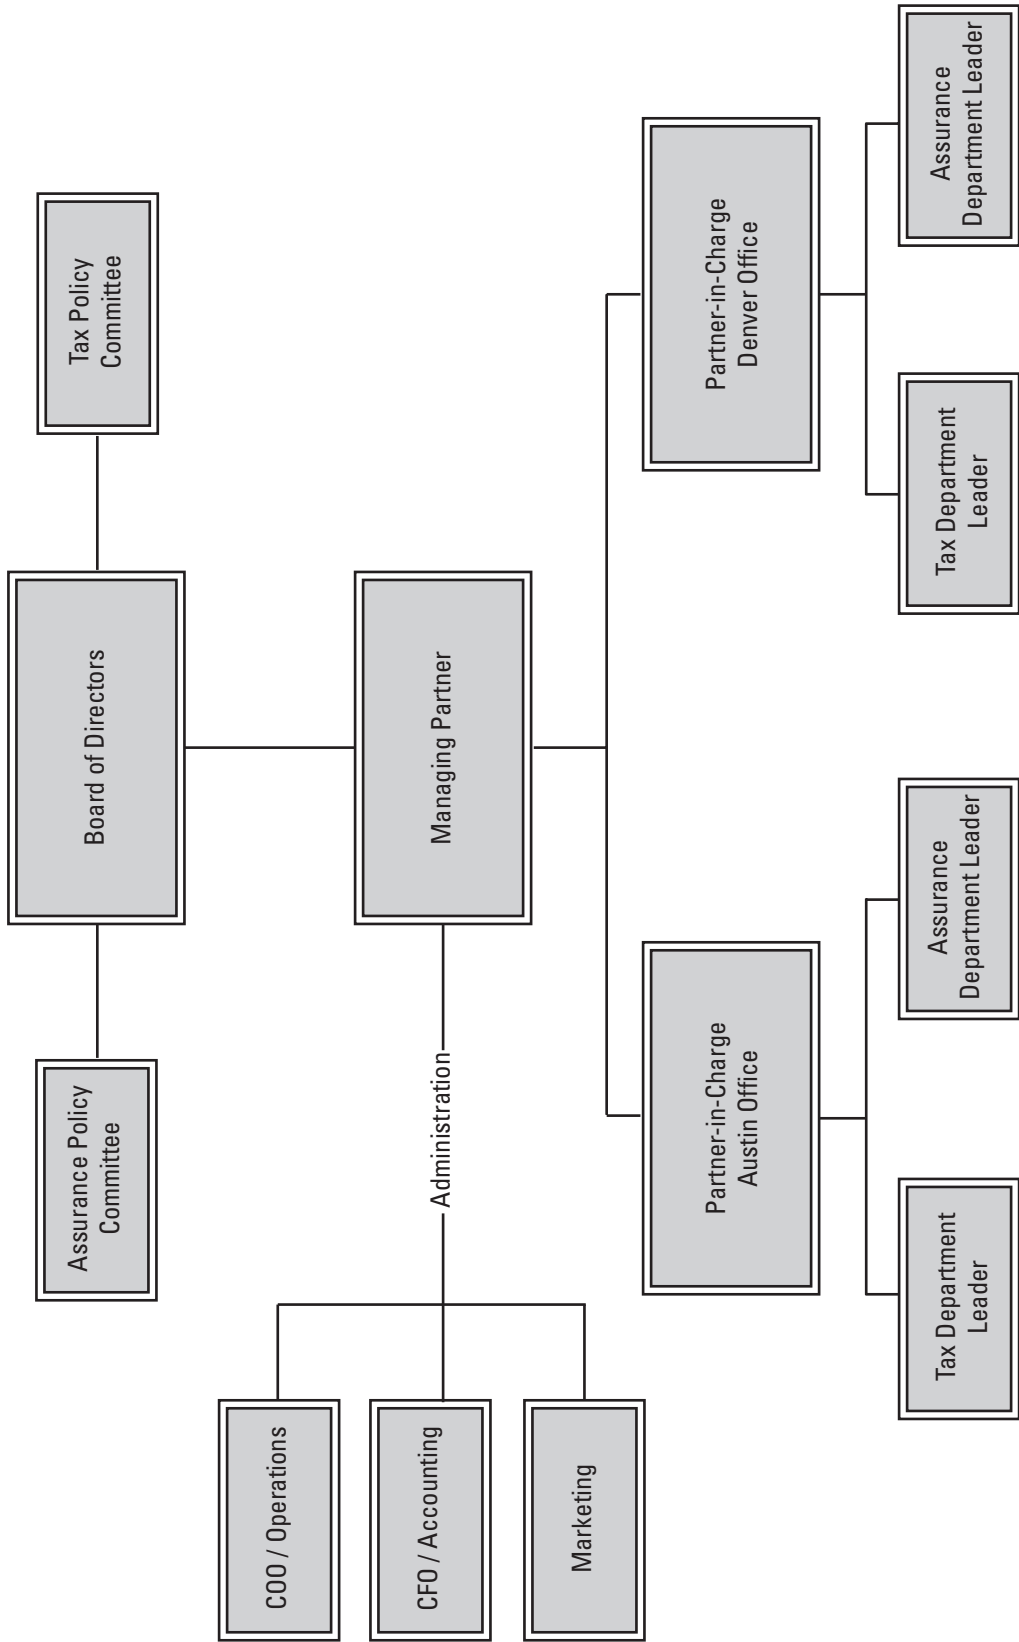 Assurance Policy
Committee
Board of Directors
Tax Policy
Committee
COO / Operations
CFO / Accounting
Marketing
Administration
Managing Partner
Partner-in-Charge
Austin Office
Partner-in-Charge
Denver Office
Tax Department
Leader
Assurance
Department Leader
Tax Department
Leader
Assurance
Department Leader